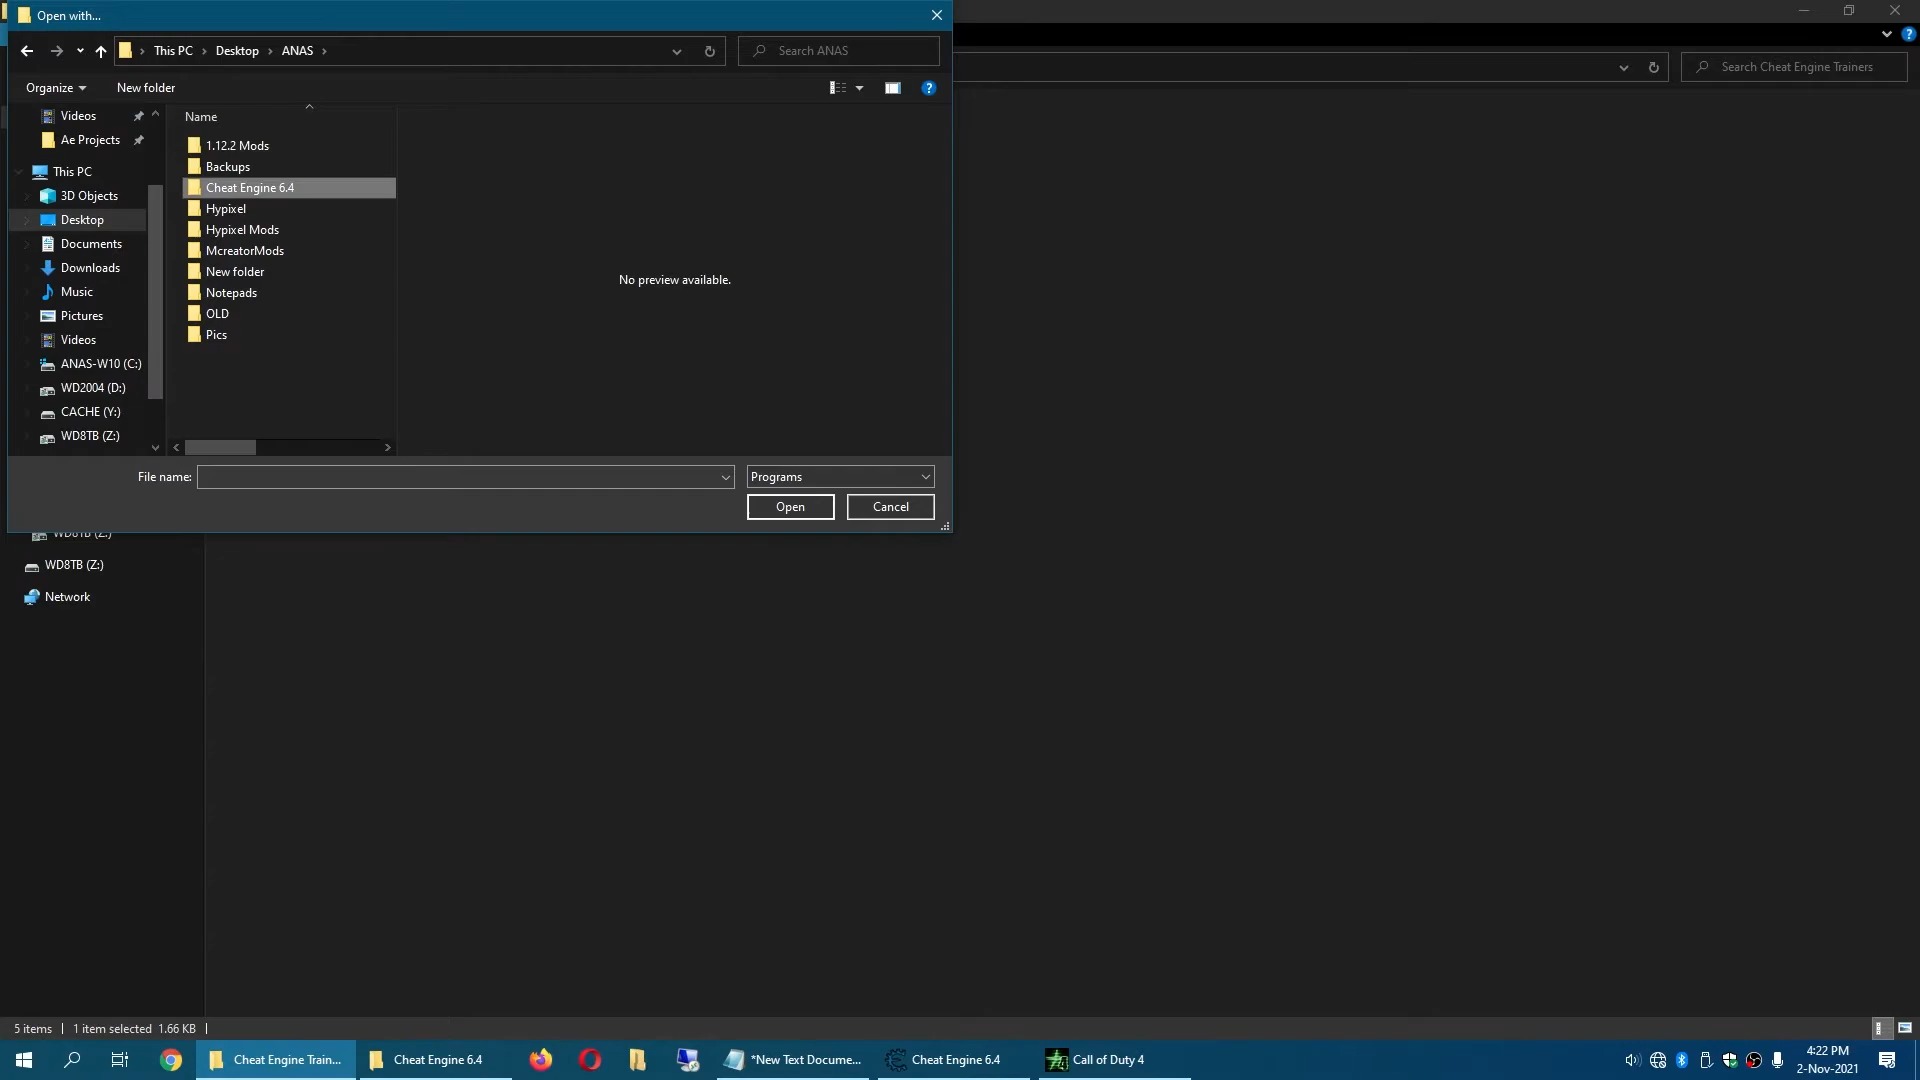 Open with...
This PC
Desktop
ANAS
Search ANAS
Search Cheat Engine Trainers
Organize
New folder
Videos
Ae Projects
This PC
3D Objects
Desktop
Documents
Downloads
Music
Pictures
Videos
ANAS-W10 (C:)
WD2004 (D:)
CACHE (Y:)
WD8TB (Z:)
Name
1.12.2 Mods
Backups
Cheat Engine 6.4
Hypixel
Hypixel Mods
McreatorMods
New folder
Notepads
OLD
Pics
No preview available.
File name:
Programs
Open
Cancel
WD8TB (Z:)
WD8TB (Z:)
Network
5 items
1 item selected 1.66 KB
Cheat Engine Train...
Cheat Engine 6.4
*New Text Docume...
Cheat Engine 6.4
Call of Duty 4
4:22 PM
2-Nov-2021